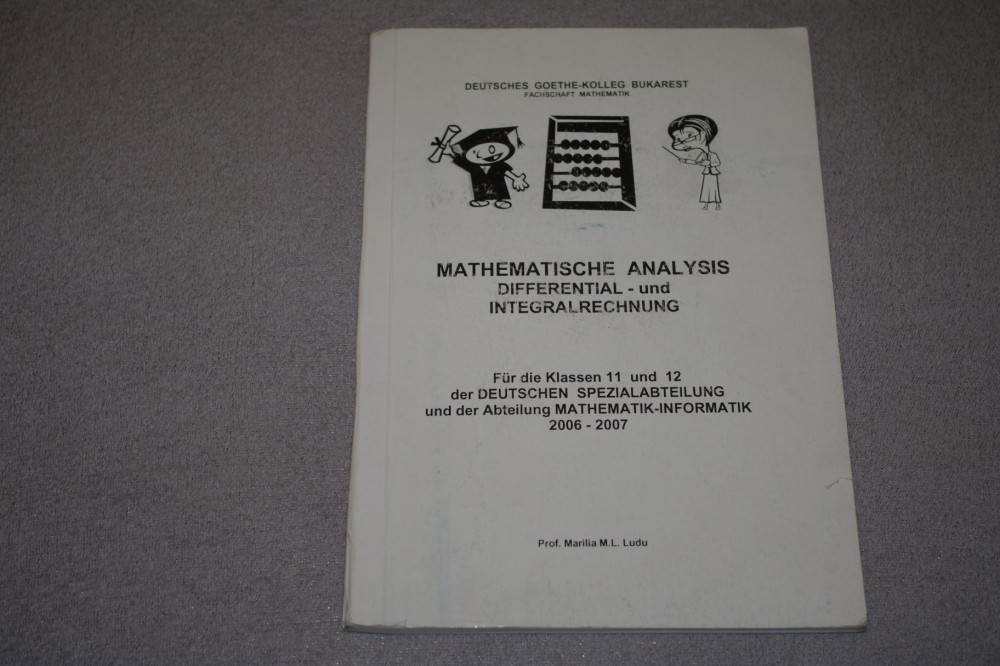 DEUTSCHES GOETHE-KOLLEG BUKAREST
FACHSCHAFT MATHEMATIK
MATHEMATISCHE ANALYSIS
DIFFERENTIAL - und
INTEGRALRECHNUNG
Für die Klassen 11 und 12
der DEUTSCHEN SPEZIALABTEILUNG
und der Abteilung MATHEMATIK-INFORMATIK
2006 - 2007
Prof. Marilia M.L. Ludu